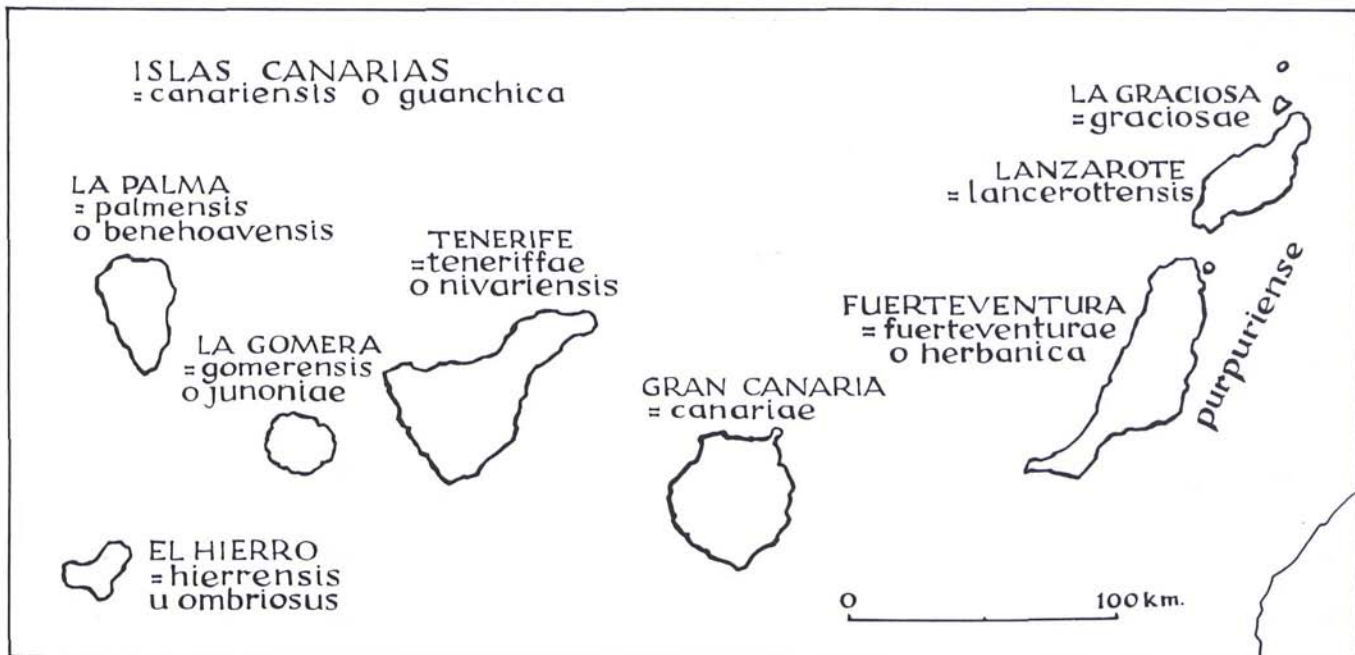 ISLAS CANARIAS
=canariensis o guanchica
LA GRACIOSA
=graciosae
LANZAROTE
=lancerottensis
LA PALMA
=palmensis
o benehoavensis
TENERIFE
=teneriffae
o nivariensis
FUERTEVENTURA
=fuerteventurae
o herbanica
purpuriense
LA GOMERA
=gomerensis
o junoniae
GRAN CANARIA
=canariae
EL HIERRO
=hierrensis
u ombriosus
0 100 km.